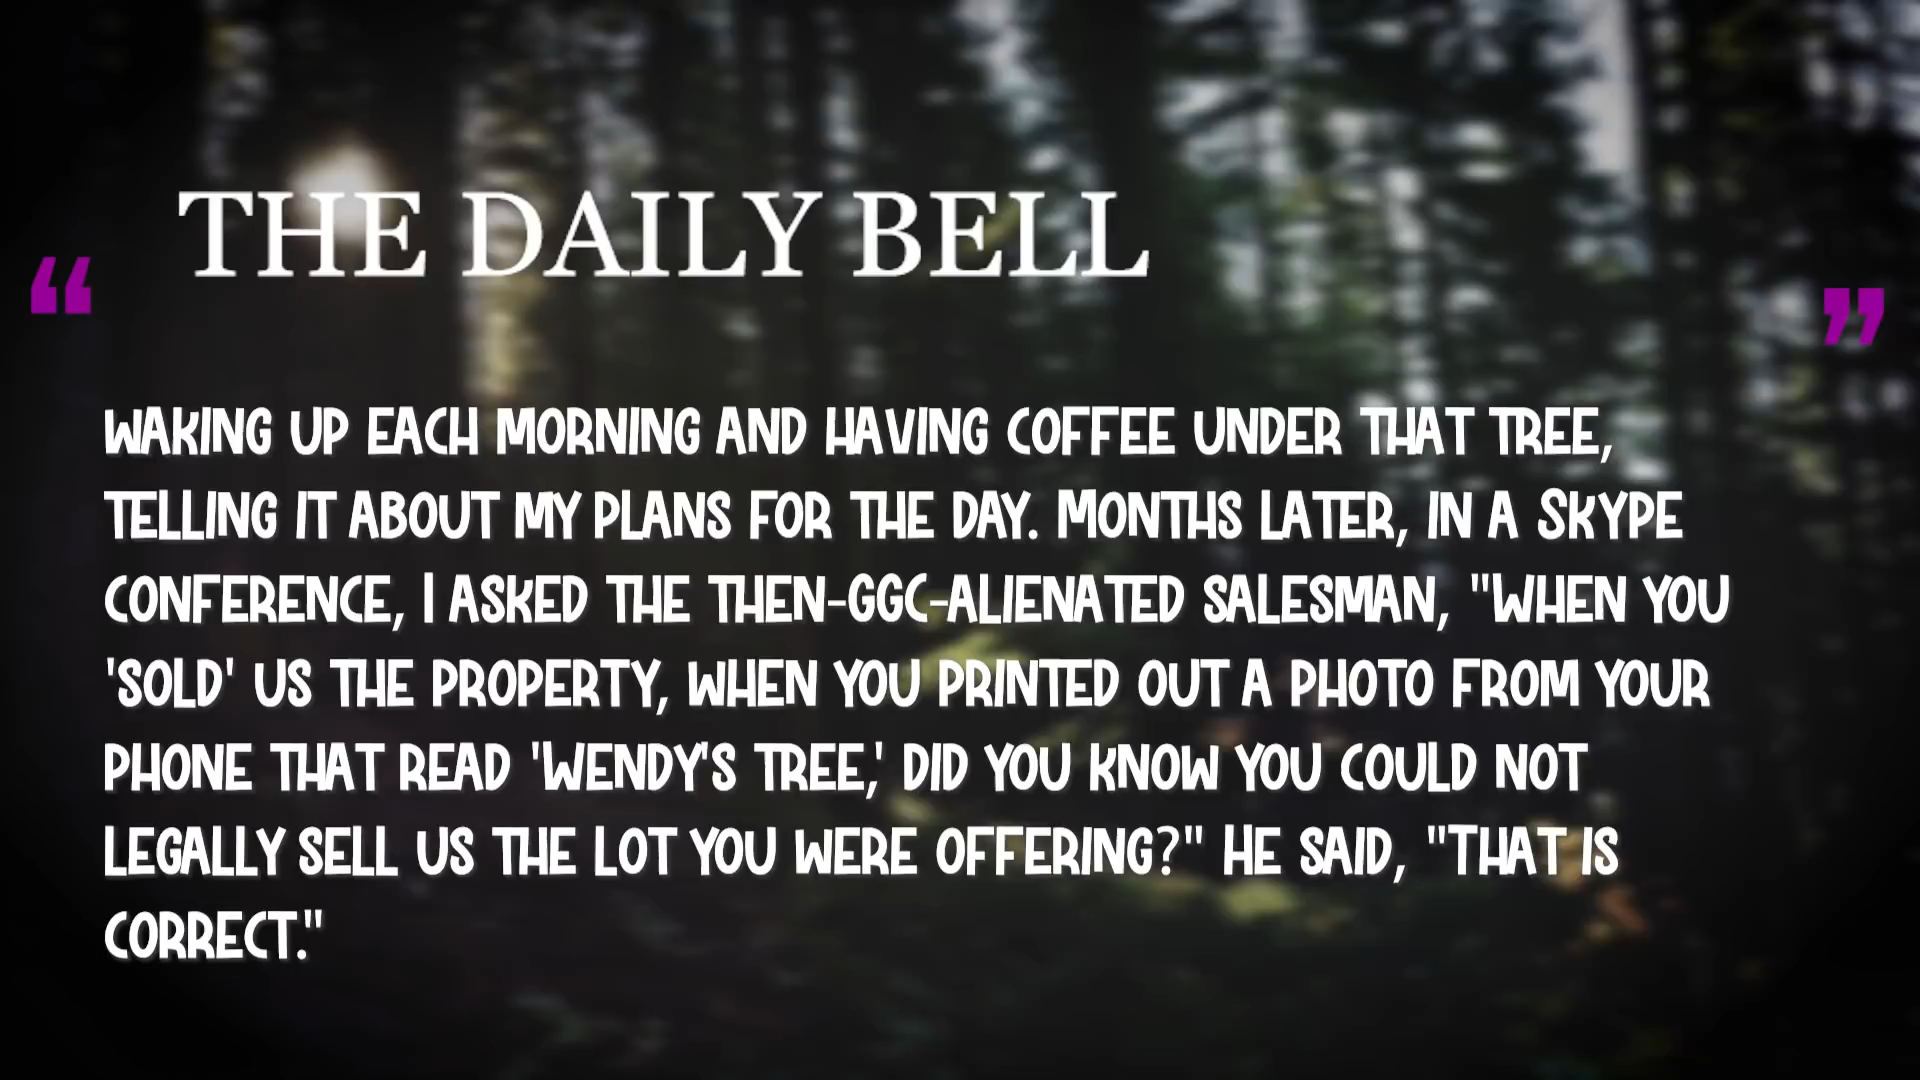 THE DAILY BELL
“ ”
WAKING UP EACH MORNING AND HAVING COFFEE UNDER THAT TREE,
TELLING IT ABOUT MY PLANS FOR THE DAY. MONTHS LATER, IN A SKYPE
CONFERENCE, I ASKED THE THEN-GGC-ALIENATED SALESMAN, "WHEN YOU
'SOLD' US THE PROPERTY, WHEN YOU PRINTED OUT A PHOTO FROM YOUR
PHONE THAT READ 'WENDY'S TREE,' DID YOU KNOW YOU COULD NOT
LEGALLY SELL US THE LOT YOU WERE OFFERING?" HE SAID, "THAT IS
CORRECT."